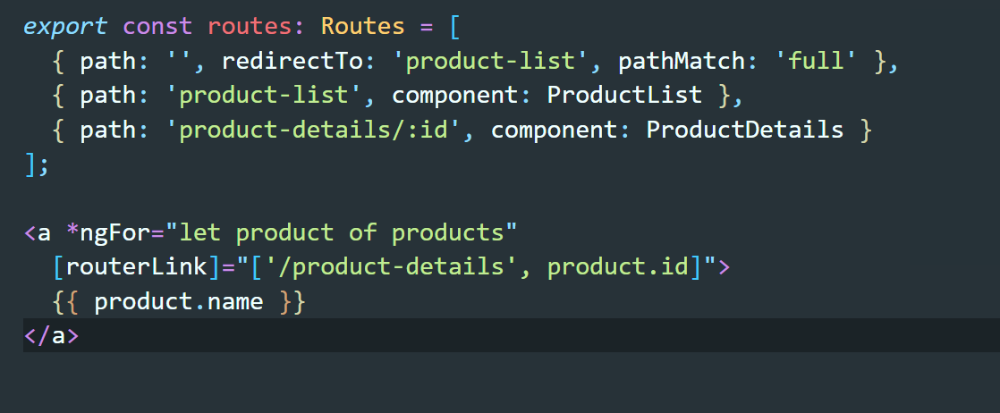 export const routes: Routes = [
  { path: '', redirectTo: 'product-list', pathMatch: 'full' },
  { path: 'product-list', component: ProductList },
  { path: 'product-details/:id', component: ProductDetails }
];

<a *ngFor="let product of products"
  [routerLink]="['/product-details', product.id]">
  {{ product.name }}
</a>